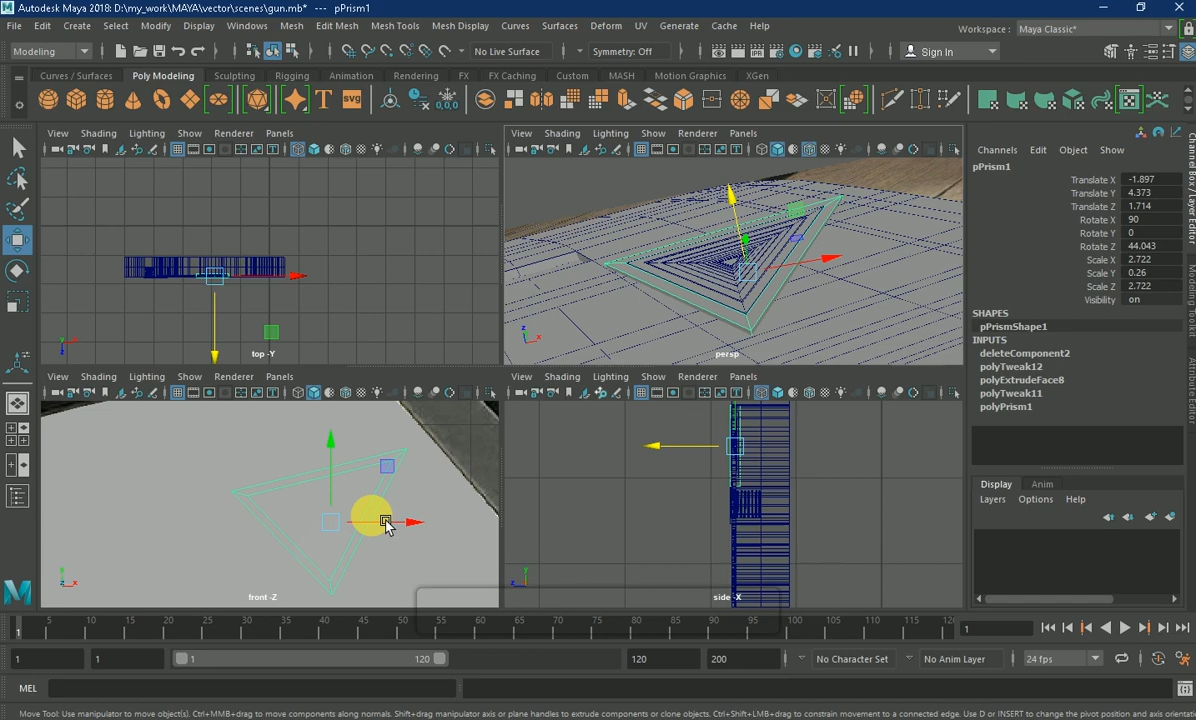 Autodesk Maya 2018: D:\my_work\MAYA\vector\scenes\gun.mb* --- pPrism1
File Edit Create Select Modify Display Windows Mesh Edit Mesh Mesh Tools Mesh Display Curves Surfaces Deform UV Generate Cache Help Workspace: Maya Classic*
Modeling No Live Surface Symmetry: Off Sign In
Curves / Surfaces Poly Modeling Sculpting Rigging Animation Rendering FX FX Caching Custom MASH Motion Graphics XGen
View Shading Lighting Show Renderer Panels
View Shading Lighting Show Renderer Panels
Channels Edit Object Show
pPrism1
Translate X -1.897
Translate Y 4.373
Translate Z 1.714
Rotate X 90
Rotate Y 0
Rotate Z 44.043
Scale X 2.722
Scale Y 0.26
Scale Z 2.722
Visibility on
SHAPES
pPrismShape1
INPUTS
deleteComponent2
polyTweak12
polyExtrudeFace8
polyTweak11
polyPrism1
top -Y
persp
View Shading Lighting Show Renderer Panels
View Shading Lighting Show Renderer Panels
front -Z
side -X
Display Anim
Layers Options Help
Channel Box / Layer Editor
Modeling Toolkit
Attribute Editor
5 10 15 20 25 30 35 40 45 50 55 60 65 70 75 80 85 90 95 100 105 110 115 1
1 1 1 120 120 200 No Character Set No Anim Layer 24 fps
MEL
Move Tool: Use manipulator to move object(s). Ctrl+MMB+drag to move components along normals. Shift+drag manipulator axis or plane handles to extrude components or clone objects. Ctrl+Shift+LMB+drag to constrain movement to a connected edge. Use D or INSERT to change the pivot position and axis